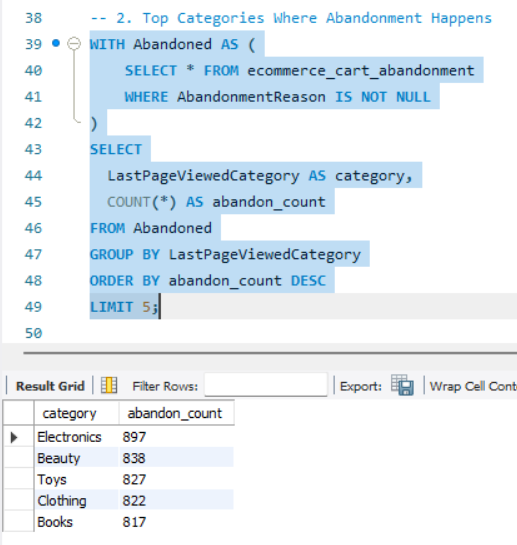 38 -- 2. Top Categories Where Abandonment Happens
39 WITH Abandoned AS (
40 SELECT * FROM ecommerce_cart_abandonment
41 WHERE AbandonmentReason IS NOT NULL
42 )
43 SELECT
44 LastPageViewedCategory AS category,
45 COUNT(*) AS abandon_count
46 FROM Abandoned
47 GROUP BY LastPageViewedCategory
48 ORDER BY abandon_count DESC
49 LIMIT 5;
50
Result Grid Filter Rows: Export: Wrap Cell Cont
category abandon_count
Electronics 897
Beauty 838
Toys 827
Clothing 822
Books 817